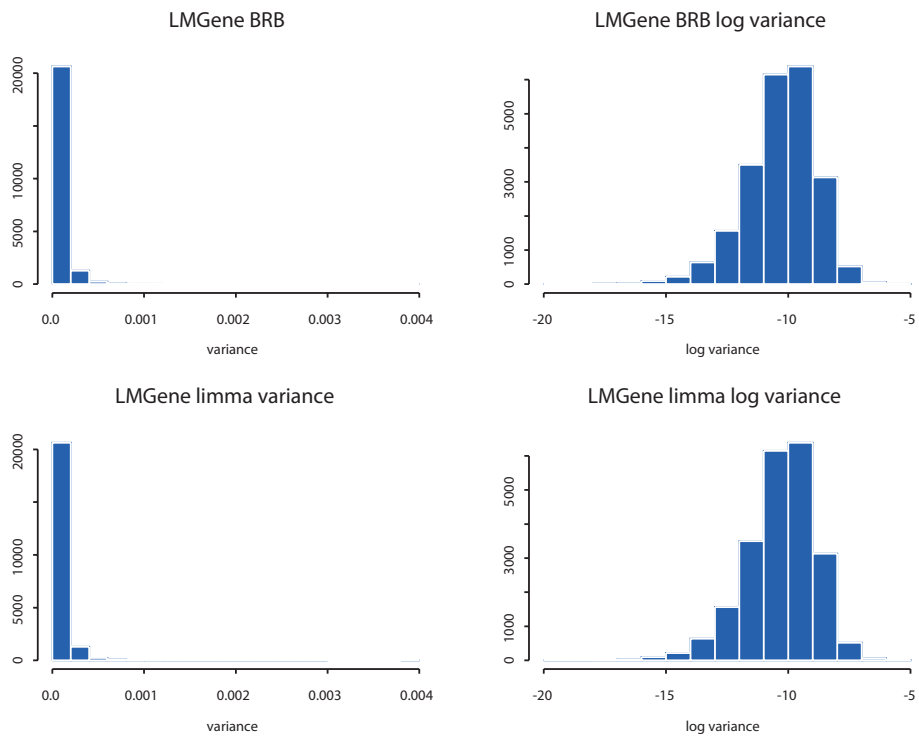 LMGene BRB
20000
10000
5000
0
0.0 0.001 0.002 0.003 0.004
variance
LMGene BRB log variance
5000
3000
1000
0
-20 -15 -10 -5
log variance
LMGene limma variance
20000
10000
5000
0
0.0 0.001 0.002 0.003 0.004
variance
LMGene limma log variance
5000
3000
1000
0
-20 -15 -10 -5
log variance